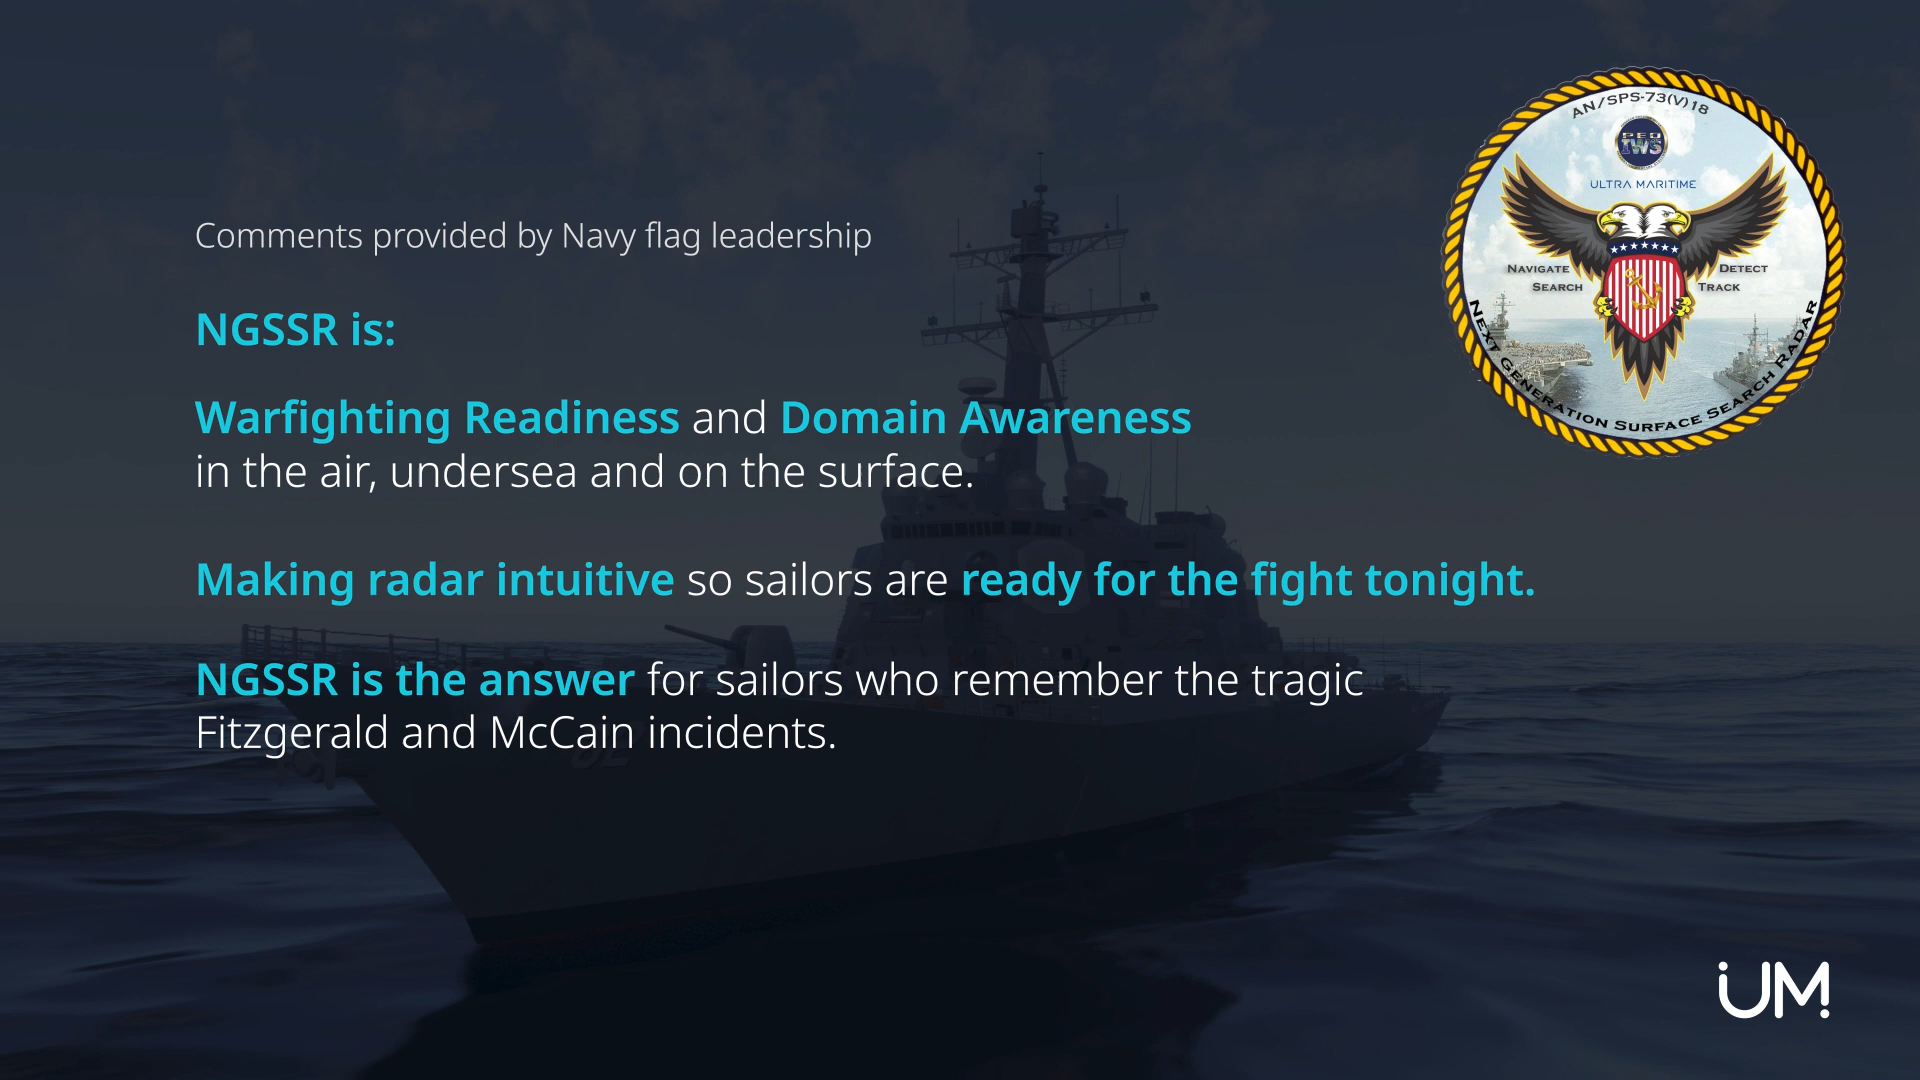 Comments provided by Navy flag leadership
NGSSR is:
Warfighting Readiness and Domain Awareness
in the air, undersea and on the surface.
Making radar intuitive so sailors are ready for the fight tonight.
NGSSR is the answer for sailors who remember the tragic
Fitzgerald and McCain incidents.
AN/SPS-73(V)18
PEO
IWS
ULTRA MARITIME
NAVIGATE
SEARCH
DETECT
TRACK
NEXT GENERATION SURFACE SEARCH RADAR
UM